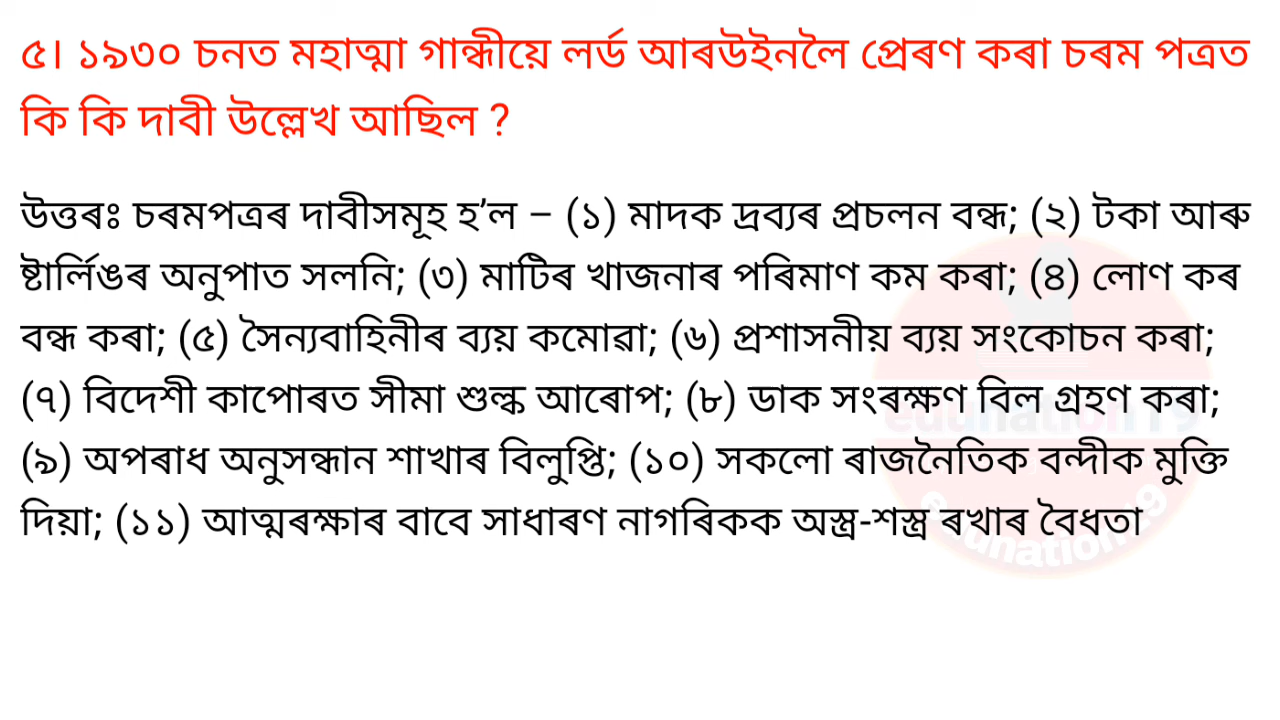 ৫। ১৯৩০ চনত মহাত্মা গান্ধীয়ে লৰ্ড আৰউইনলৈ প্ৰেৰণ কৰা চৰম পত্ৰত
কি কি দাবী উল্লেখ আছিল ?
উত্তৰঃ চৰমপত্ৰৰ দাবীসমূহ হ’ল – (১) মাদক দ্ৰব্যৰ প্ৰচলন বন্ধ; (২) টকা আৰু
ষ্টাৰ্লিঙৰ অনুপাত সলনি; (৩) মাটিৰ খাজনাৰ পৰিমাণ কম কৰা; (৪) লোণ কৰ
বন্ধ কৰা; (৫) সৈন্যবাহিনীৰ ব্যয় কমোৱা; (৬) প্ৰশাসনীয় ব্যয় সংকোচন কৰা;
(৭) বিদেশী কাপোৰত সীমা শুল্ক আৰোপ; (৮) ডাক সংৰক্ষণ বিল গ্ৰহণ কৰা;
(৯) অপৰাধ অনুসন্ধান শাখাৰ বিলুপ্তি; (১০) সকলো ৰাজনৈতিক বন্দীক মুক্তি
দিয়া; (১১) আত্মৰক্ষাৰ বাবে সাধাৰণ নাগৰিকক অস্ত্ৰ-শস্ত্ৰ ৰখাৰ বৈধতা
edunation19
edunation19